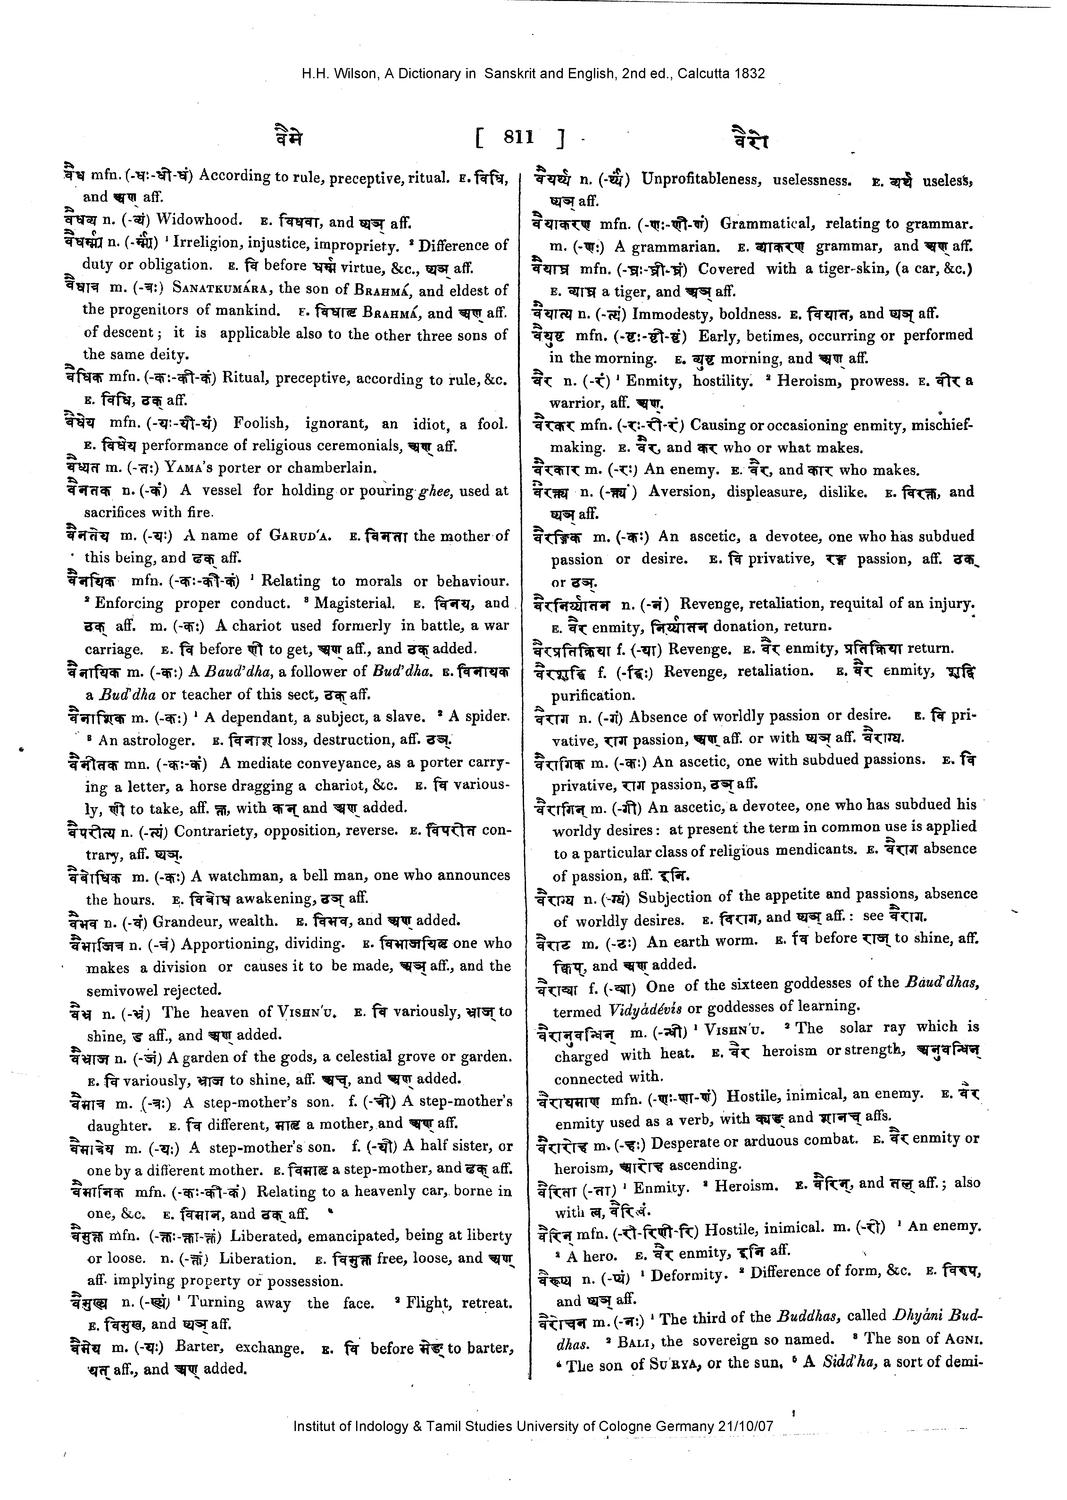 H.H. Wilson, A Dictionary in Sanskrit and English, 2nd ed., Calcutta 1832
वैमे [ 811 ] वैरो
वैध mfn. (-धः-धी-धं) According to rule, preceptive, ritual. E. विधि,
and अण् aff.
वैधव्य n. (-व्यं) Widowhood. E. विधवा, and ष्यञ् aff.
वैधर्म्म्य n. (-र्म्म्यं) ¹ Irreligion, injustice, impropriety. ² Difference of
duty or obligation. E. वि before धर्म्म virtue, &c., ष्यञ् aff.
वैधात्र m. (-त्रः) SANATKUMÁRA, the son of BRAHMÁ, and eldest of
the progenitors of mankind. E. विधातृ BRAHMÁ, and अण् aff.
of descent; it is applicable also to the other three sons of
the same deity.
वैधिक mfn. (-कः-की-कं) Ritual, preceptive, according to rule, &c.
E. विधि, ठक् aff.
वैधेय mfn. (-यः-यी-यं) Foolish, ignorant, an idiot, a fool.
E. विधेय performance of religious ceremonials, अण् aff.
वैध्यत m. (-तः) YAMA'S porter or chamberlain.
वैनतक n. (-कं) A vessel for holding or pouring ghee, used at
sacrifices with fire.
वैनतेय m. (-यः) A name of GARUD'A. E. विनता the mother of
this being, and ढक् aff.
वैनयिक mfn. (-कः-की-कं) ¹ Relating to morals or behaviour.
² Enforcing proper conduct. ³ Magisterial. E. विनय, and
ठक् aff. m. (-कः) A chariot used formerly in battle, a war
carriage. E. वि before णी to get, अण् aff., and ठक् added.
वैनायिक m. (-कः) A Baud'dha, a follower of Bud'dha. E. विनायक
a Bud'dha or teacher of this sect, ठक् aff.
वैनाशिक m. (-कः) ¹ A dependant, a subject, a slave. ² A spider.
³ An astrologer. E. विनाश loss, destruction, aff. ठञ्.
वैनीतक mn. (-कः-कं) A mediate conveyance, as a porter carry-
ing a letter, a horse dragging a chariot, &c. E. वि various-
ly, णी to take, aff. क्त, with कन् and अण् added.
वैपरीत्य n. (-त्यं) Contrariety, opposition, reverse. E. विपरीत con-
trary, aff. ष्यञ्.
वैबोधिक m. (-कः) A watchman, a bell man, one who announces
the hours. E. विबोध awakening, ठञ् aff.
वैभव n. (-वं) Grandeur, wealth. E. विभव, and अण् added.
वैभाजित्र n. (-त्रं) Apportioning, dividing. E. विभाजयितृ one who
makes a division or causes it to be made, अञ् aff., and the
semivowel rejected.
वैभ्र n. (-भ्रं) The heaven of VISHN'U. E. वि variously, भ्राज् to
shine, ड aff., and अण् added.
वैभ्राज n. (-जं) A garden of the gods, a celestial grove or garden.
E. वि variously, भ्राज to shine, aff. अच्, and अण् added.
वैमात्र m. (-त्रः) A step-mother's son. f. (-त्री) A step-mother's
daughter. E. वि different, मातृ a mother, and अण् aff.
वैमात्रेय m. (-यः) A step-mother's son. f. (-यी) A half sister, or
one by a different mother. E. विमातृ a step-mother, and ढक् aff.
वैमानिक mfn. (-कः-की-कं) Relating to a heavenly car, borne in
one, &c. E. विमान, and ठक् aff.
वैमुक्त mfn. (-क्तः-क्ता-क्तं) Liberated, emancipated, being at liberty
or loose. n. (-क्तं) Liberation. E. विमुक्त free, loose, and अण्
aff. implying property or possession.
वैमुख्य n. (-ख्यं) ¹ Turning away the face. ² Flight, retreat.
E. विमुख, and ष्यञ् aff.
वैमेय m. (-यः) Barter, exchange. E. वि before मेङ् to barter,
यत् aff., and अण् added.
वैयर्थ्य n. (-र्थ्यं) Unprofitableness, uselessness. E. व्यर्थ useless,
ष्यञ् aff.
वैयाकरण mfn. (-णः-णी-णं) Grammatical, relating to grammar.
m. (-णः) A grammarian. E. व्याकरण grammar, and अण् aff.
वैयाघ्र mfn. (-घ्रः-घ्री-घ्रं) Covered with a tiger-skin, (a car, &c.)
E. व्याघ्र a tiger, and अञ् aff.
वैयात्य n. (-त्यं) Immodesty, boldness. E. वियात, and ष्यञ् aff.
वैयुष्ट mfn. (-ष्टः-ष्टी-ष्टं) Early, betimes, occurring or performed
in the morning. E. व्युष्ट morning, and अण् aff.
वैर n. (-रं) ¹ Enmity, hostility. ² Heroism, prowess. E. वीर a
warrior, aff. अण्.
वैरकर mfn. (-रः-री-रं) Causing or occasioning enmity, mischief-
making. E. वैर, and कर who or what makes.
वैरकार m. (-रः) An enemy. E. वैर, and कार who makes.
वैरक्त्य n. (-क्त्यं) Aversion, displeasure, dislike. E. विरक्त, and
ष्यञ् aff.
वैरङ्गिक m. (-कः) An ascetic, a devotee, one who has subdued
passion or desire. E. वि privative, रङ्ग passion, aff. ठक्
or ठञ्.
वैरनिर्य्यातन n. (-नं) Revenge, retaliation, requital of an injury.
E. वैर enmity, निर्य्यातन donation, return.
वैरप्रतिक्रिया f. (-या) Revenge. E. वैर enmity, प्रतिक्रिया return.
वैरशुद्धि f. (-द्धिः) Revenge, retaliation. E. वैर enmity, शुद्धि
purification.
वैराग n. (-गं) Absence of worldly passion or desire. E. वि pri-
vative, राग passion, अण् aff. or with ष्यञ् aff. वैराग्य.
वैरागिक m. (-कः) An ascetic, one with subdued passions. E. वि
privative, राग passion, ठञ् aff.
वैरागिन् m. (-गी) An ascetic, a devotee, one who has subdued his
worldy desires: at present the term in common use is applied
to a particular class of religious mendicants. E. वैराग absence
of passion, aff. इनि.
वैराग्य n. (-ग्यं) Subjection of the appetite and passions, absence
of worldly desires. E. विराग, and ष्यञ् aff.: see वैराग.
वैराट m. (-टः) An earth worm. E. वि before राज् to shine, aff.
क्विप्, and अण् added.
f. One of the sixteen goddesses of the Baud'dhas,
termed Vidyádévís or goddesses of learning.
वैरानुबन्धिन् m. (-न्धी) ¹ VISHN'U. ² The solar ray which is
charged with heat. E. वैर heroism or strength, अनुबन्धिन्
connected with.
वैरायमाण mfn. (-णः-णा-णं) Hostile, inimical, an enemy. E. वैर
enmity used as a verb, with क्यङ् and शानच् affs.
वैरारोह m. (-हः) Desperate or arduous combat. E. वैर enmity or
heroism, आरोह ascending.
वैरिता (-ता) ¹ Enmity. ² Heroism. E. वैरिन्, and तल् aff.; also
with त्व, वैरित्वं.
वैरिन् mfn. (-री-रिणी-रि) Hostile, inimical. m. (-री) ¹ An enemy.
² A hero. E. वैर enmity, इनि aff.
वैरूप्य n. (-प्यं) ¹ Deformity. ² Difference of form, &c. E. विरूप,
and ष्यञ् aff.
वैरोचन m. (-नः) ¹ The third of the Buddhas, called Dhyáni Bud-
dhas. ² BALI, the sovereign so named. ³ The son of AGNI.
⁴ The son of SURYA, or the sun. ⁵ A Sidd'ha, a sort of demi-
Institut of Indology & Tamil Studies University of Cologne Germany 21/10/07